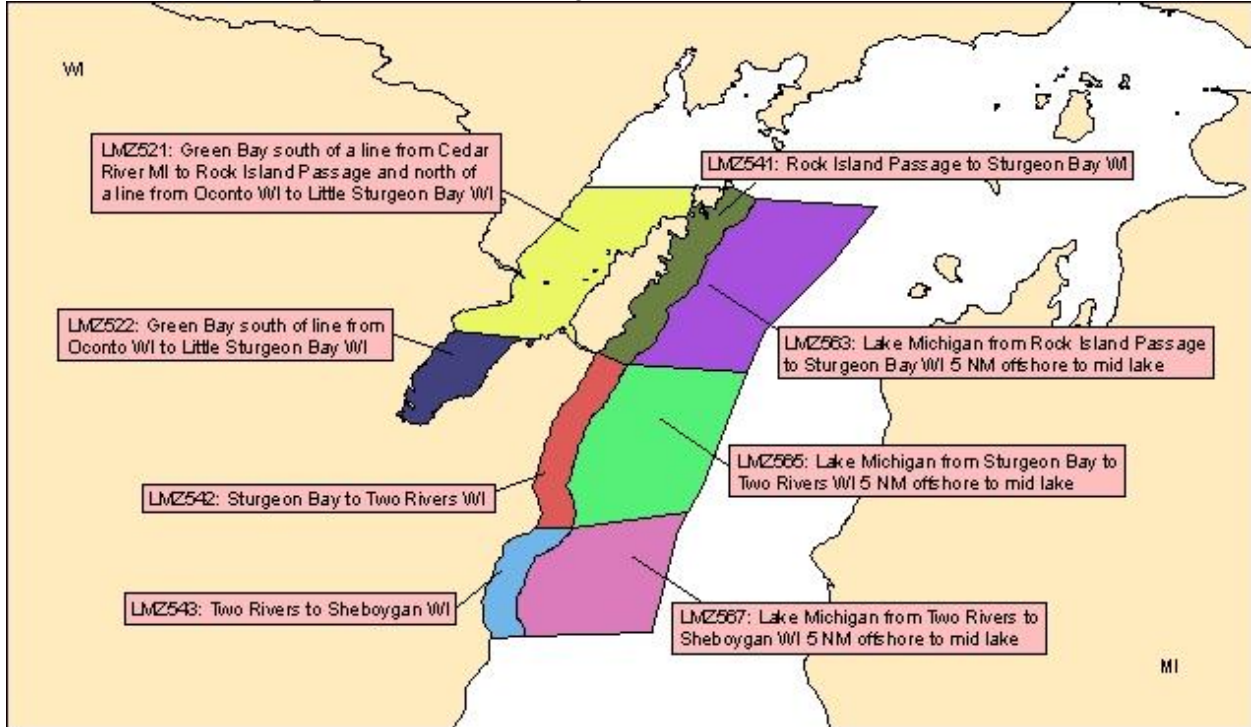 WI
LMZ521: Green Bay south of a line from Cedar
River MI to Rock Island Passage and north of
a line from Oconto WI to Little Sturgeon Bay WI
LMZ541: Rock Island Passage to Sturgeon Bay WI
LMZ522: Green Bay south of line from
Oconto WI to Little Sturgeon Bay WI
LMZ563: Lake Michigan from Rock Island Passage
to Sturgeon Bay WI 5 NM offshore to mid lake
LMZ565: Lake Michigan from Sturgeon Bay to
Two Rivers WI 5 NM offshore to mid lake
LMZ542: Sturgeon Bay to Two Rivers WI
LMZ543: Two Rivers to Sheboygan WI
LMZ567: Lake Michigan from Two Rivers to
Sheboygan WI 5 NM offshore to mid lake
MI